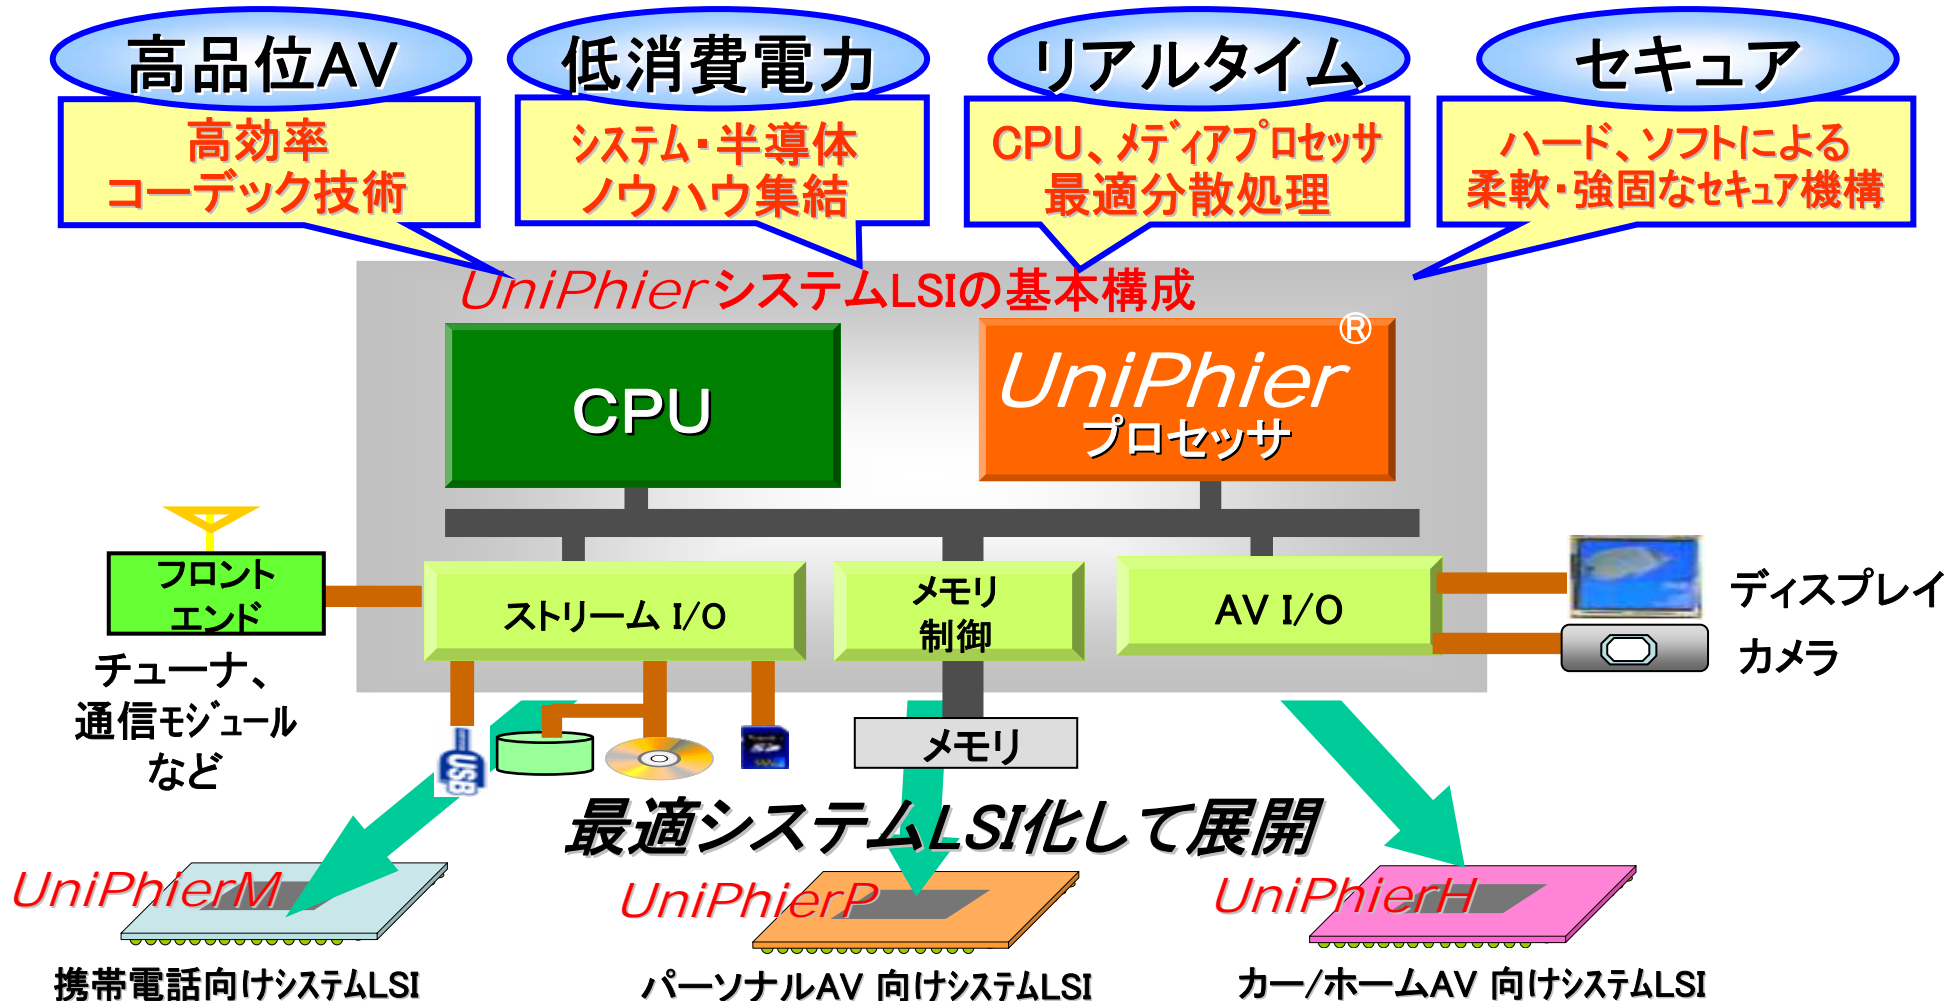 高品位AV
低消費電力
リアルタイム
セキュア
高効率
コーデック技術
システム・半導体
ノウハウ集結
CPU、メディアプロセッサ
最適分散処理
ハード、ソフトによる
柔軟・強固なセキュア機構
UniPhierシステムLSIの基本構成
CPU
UniPhier®
プロセッサ
フロント
エンド
ストリーム I/O
メモリ
制御
AV I/O
ディスプレイ
カメラ
チューナ、
通信モジュール
など
USB
メモリ
最適システムLSI化して展開
UniPhierM
UniPhierP
UniPhierH
携帯電話向けシステムLSI
パーソナルAV 向けシステムLSI
カー/ホームAV 向けシステムLSI